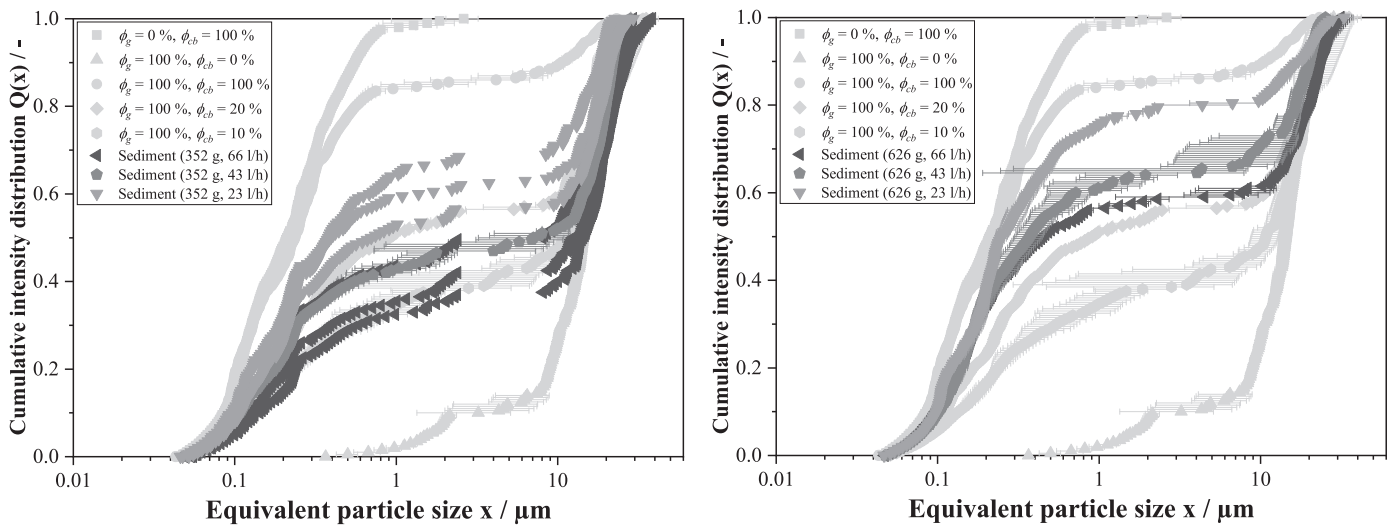 Cumulative intensity distribution Q(x) / -
1.0
0.8
0.6
0.4
0.2
0.0
ϕg = 0 %, ϕcb = 100 %
ϕg = 100 %, ϕcb = 0 %
ϕg = 100 %, ϕcb = 100 %
ϕg = 100 %, ϕcb = 20 %
ϕg = 100 %, ϕcb = 10 %
Sediment (352 g, 66 l/h)
Sediment (352 g, 43 l/h)
Sediment (352 g, 23 l/h)
0.01
0.1
1
10
Equivalent particle size x / μm
Cumulative intensity distribution Q(x) / -
1.0
0.8
0.6
0.4
0.2
0.0
ϕg = 0 %, ϕcb = 100 %
ϕg = 100 %, ϕcb = 0 %
ϕg = 100 %, ϕcb = 100 %
ϕg = 100 %, ϕcb = 20 %
ϕg = 100 %, ϕcb = 10 %
Sediment (626 g, 66 l/h)
Sediment (626 g, 43 l/h)
Sediment (626 g, 23 l/h)
0.01
0.1
1
10
Equivalent particle size x / μm